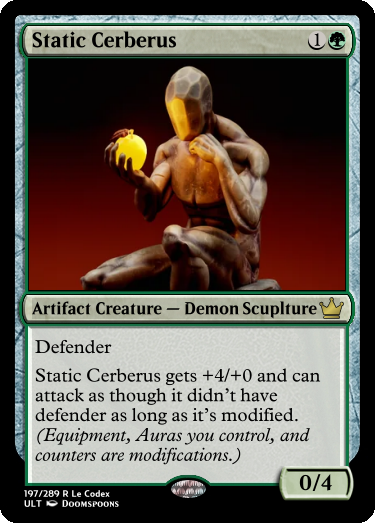 Static Cerberus 1
Artifact Creature — Demon Scuplture
Defender
Static Cerberus gets +4/+0 and can
attack as though it didn't have
defender as long as it's modified.
(Equipment, Auras you control, and
counters are modifications.)
0/4
197/289 R Le Codex
ULT Doomspoons